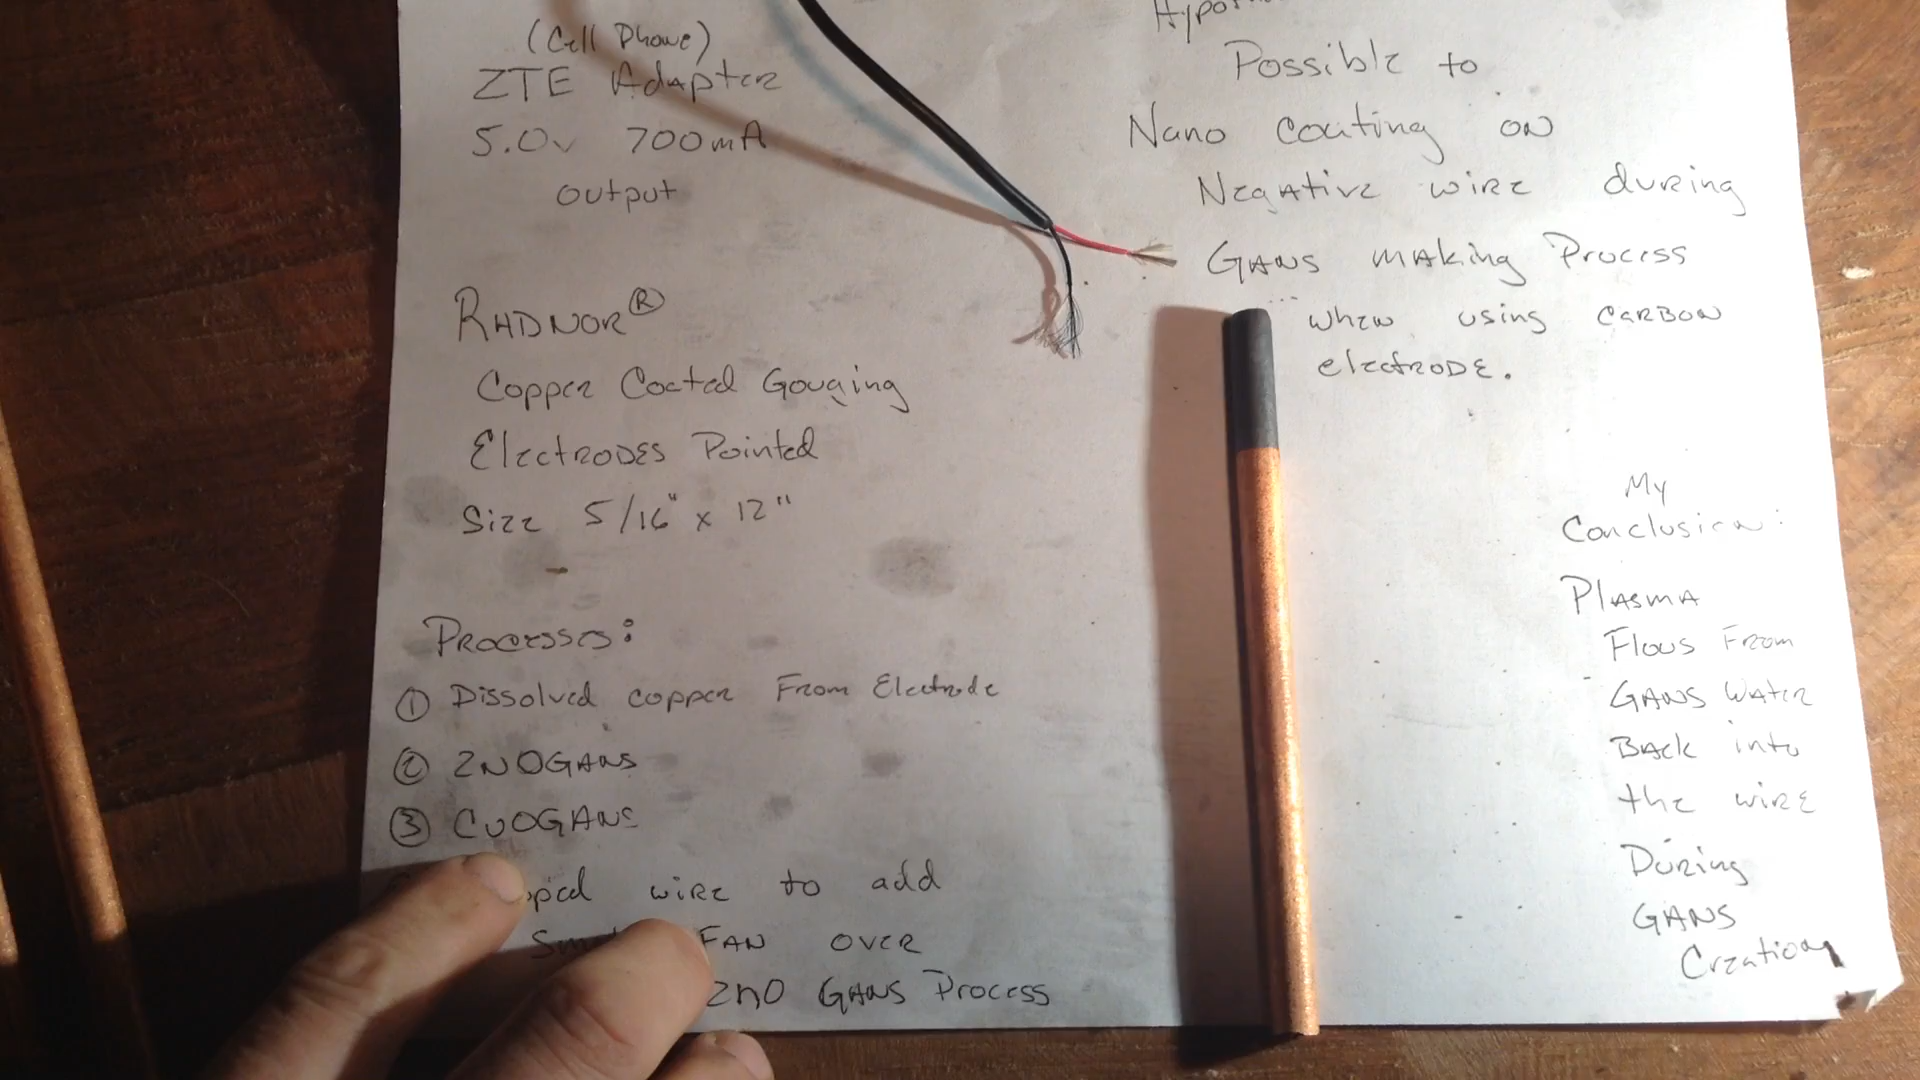 (Cell Phone)
ZTE Adapter
5.0v 700mA
output
RADNOR®
Copper Coated Gouging
Electrodes Pointed
Size 5/16" x 12"
Processes:
① Dissolved copper From Electrode
② ZNOGANS
③ CUOGANS
wire to add
FAN over
ZnO GANS Process
Possible to
Nano coating on
Negative wire during
GANS making Process
... when using carbon
electrode.
My
Conclusion:
Plasma
Flows From
GANS Water
Back into
the wire
During
GANS
Creation